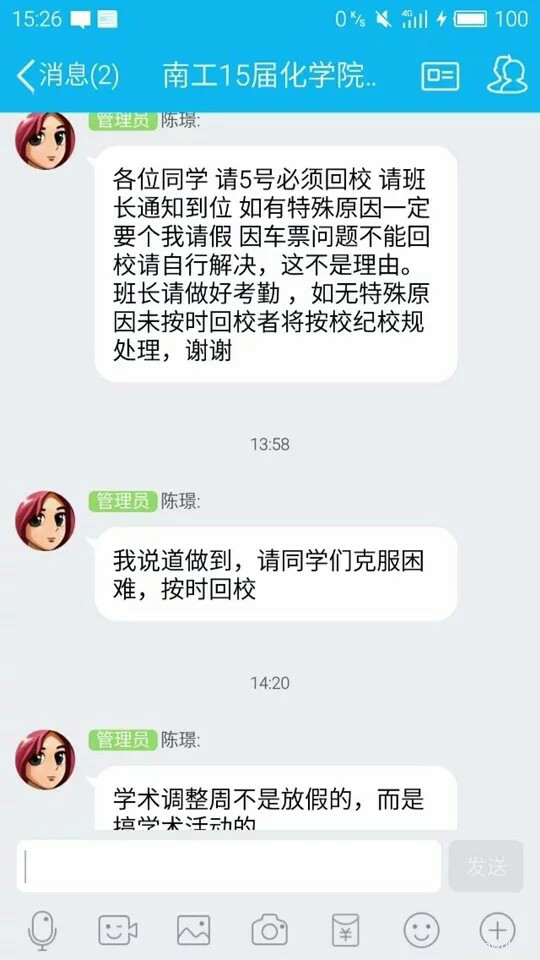 15:26
0 K/s
4G
100
消息(2)
南工15届化学院..
管理员 陈璟:
各位同学 请5号必须回校 请班
长通知到位 如有特殊原因一定
要个我请假 因车票问题不能回
校请自行解决，这不是理由。
班长请做好考勤 ，如无特殊原
因未按时回校者将按校纪校规
处理，谢谢
13:58
管理员 陈璟:
我说道做到，请同学们克服困
难，按时回校
14:20
管理员 陈璟:
学术调整周不是放假的，而是
搞学术活动的
发送